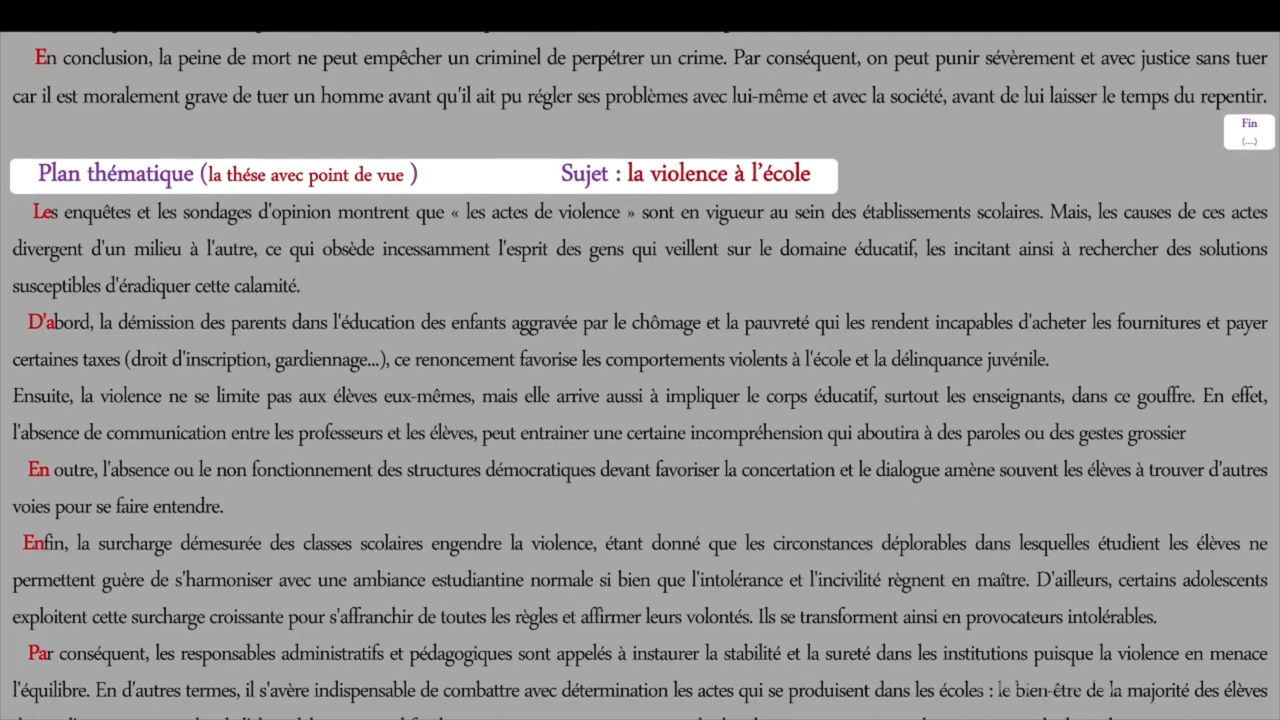 En conclusion, la peine de mort ne peut empêcher un criminel de perpétrer un crime. Par conséquent, on peut punir sévèrement et avec justice sans tuer
car il est moralement grave de tuer un homme avant qu'il ait pu régler ses problèmes avec lui-même et avec la société, avant de lui laisser le temps du repentir.
Fin
(....)
Plan thématique (la thése avec point de vue ) Sujet : la violence à l’école
Les enquêtes et les sondages d'opinion montrent que « les actes de violence » sont en vigueur au sein des établissements scolaires. Mais, les causes de ces actes
divergent d'un milieu à l'autre, ce qui obsède incessamment l'esprit des gens qui veillent sur le domaine éducatif, les incitant ainsi à rechercher des solutions
susceptibles d'éradiquer cette calamité.
D'abord, la démission des parents dans l'éducation des enfants aggravée par le chômage et la pauvreté qui les rendent incapables d'acheter les fournitures et payer
certaines taxes (droit d'inscription, gardiennage...), ce renoncement favorise les comportements violents à l'école et la délinquance juvénile.
Ensuite, la violence ne se limite pas aux élèves eux-mêmes, mais elle arrive aussi à impliquer le corps éducatif, surtout les enseignants, dans ce gouffre. En effet,
l'absence de communication entre les professeurs et les élèves, peut entrainer une certaine incompréhension qui aboutira à des paroles ou des gestes grossier
En outre, l'absence ou le non fonctionnement des structures démocratiques devant favoriser la concertation et le dialogue amène souvent les élèves à trouver d'autres
voies pour se faire entendre.
Enfin, la surcharge démesurée des classes scolaires engendre la violence, étant donné que les circonstances déplorables dans lesquelles étudient les élèves ne
permettent guère de s'harmoniser avec une ambiance estudiantine normale si bien que l'intolérance et l'incivilité règnent en maître. D'ailleurs, certains adolescents
exploitent cette surcharge croissante pour s'affranchir de toutes les règles et affirmer leurs volontés. Ils se transforment ainsi en provocateurs intolérables.
Par conséquent, les responsables administratifs et pédagogiques sont appelés à instaurer la stabilité et la sureté dans les institutions puisque la violence en menace
l'équilibre. En d'autres termes, il s'avère indispensable de combattre avec détermination les actes qui se produisent dans les écoles : le bien-être de la majorité des élèves